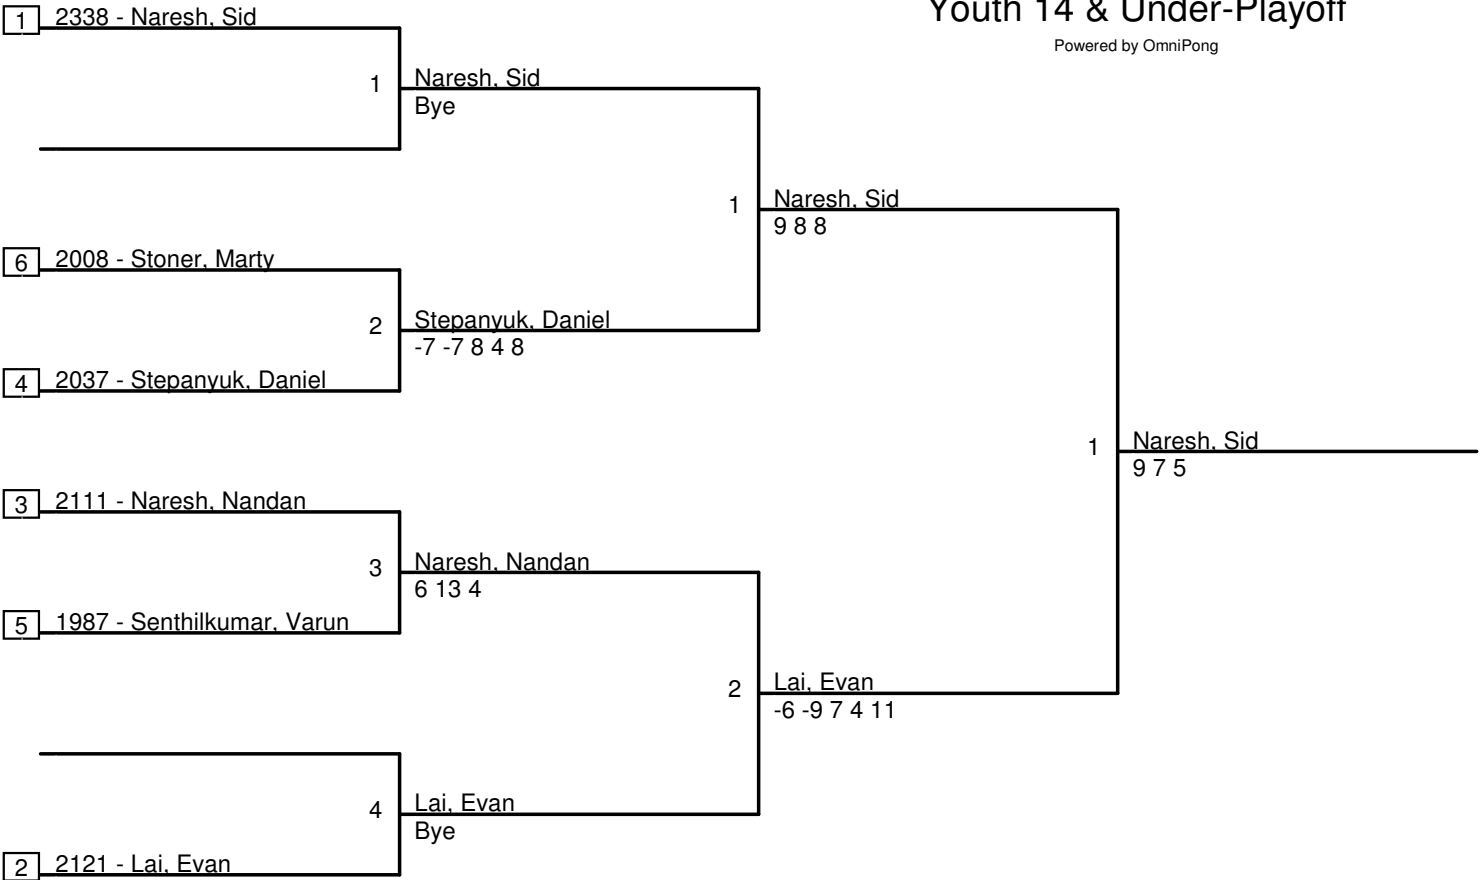 Youth 14 & Under-Playoff
Powered by OmniPong
1 2338 - Naresh, Sid
1 Naresh, Sid
Bye
1 Naresh, Sid
9 8 8
6 2008 - Stoner, Marty
2 Stepanyuk, Daniel
-7 -7 8 4 8
4 2037 - Stepanyuk, Daniel
1 Naresh, Sid
9 7 5
3 2111 - Naresh, Nandan
3 Naresh, Nandan
6 13 4
5 1987 - Senthilkumar, Varun
2 Lai, Evan
-6 -9 7 4 11
4 Lai, Evan
Bye
2 2121 - Lai, Evan